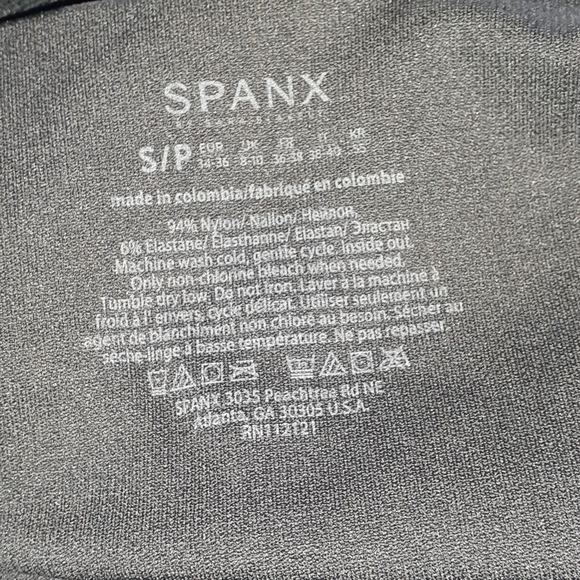 SPANX
BY SARA BLAKELY
S/P EUR UK FR IT KR
34-36 8-10 36-38 38-40 55
made in colombia/fabriqué en colombie
94% Nylon/ Nailon/ Нейлон,
6% Elastane/ Elasthanne/ Elastan/ Эластан
Machine wash cold, gentle cycle. Inside out.
Only non-chlorine bleach when needed.
Tumble dry low. Do not iron. Laver à la machine à
froid à l' envers, cycle délicat. Utiliser seulement un
agent de blanchiment non chloré au besoin. Sécher au
sèche-linge à basse température. Ne pas repasser.
SPANX 3035 Peachtree Rd NE
Atlanta, GA 30305 U.S.A.
RN112121